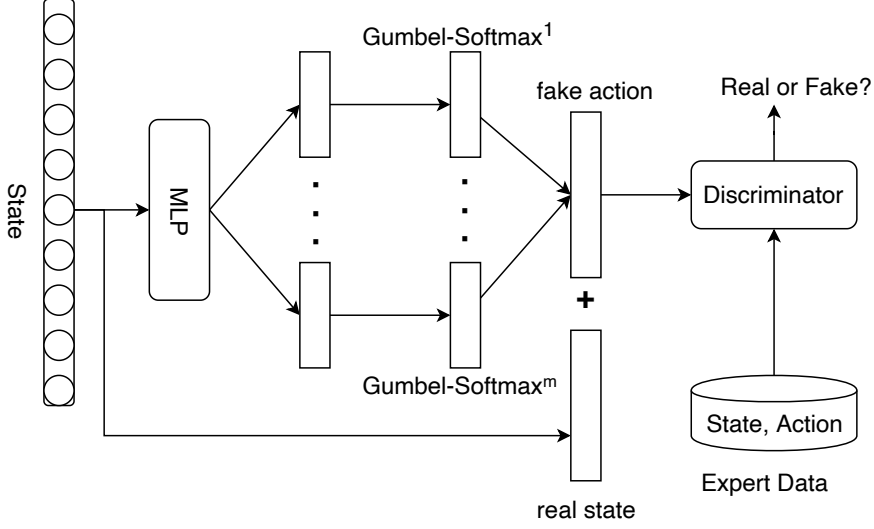 State
MLP
Gumbel-Softmax1
Gumbel-Softmaxm
fake action
+
real state
Real or Fake?
Discriminator
State, Action
Expert Data